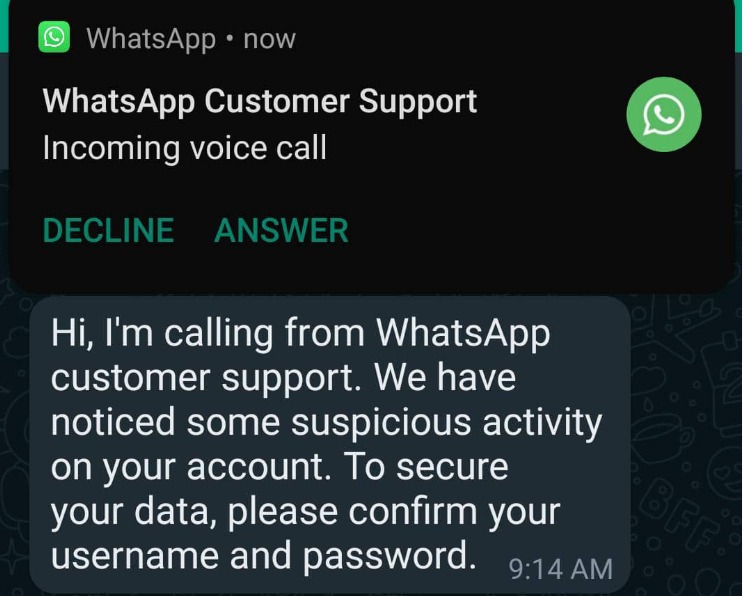 WhatsApp • now
WhatsApp Customer Support
Incoming voice call
DECLINE ANSWER
Hi, I'm calling from WhatsApp
customer support. We have
noticed some suspicious activity
on your account. To secure
your data, please confirm your
username and password.
9:14 AM